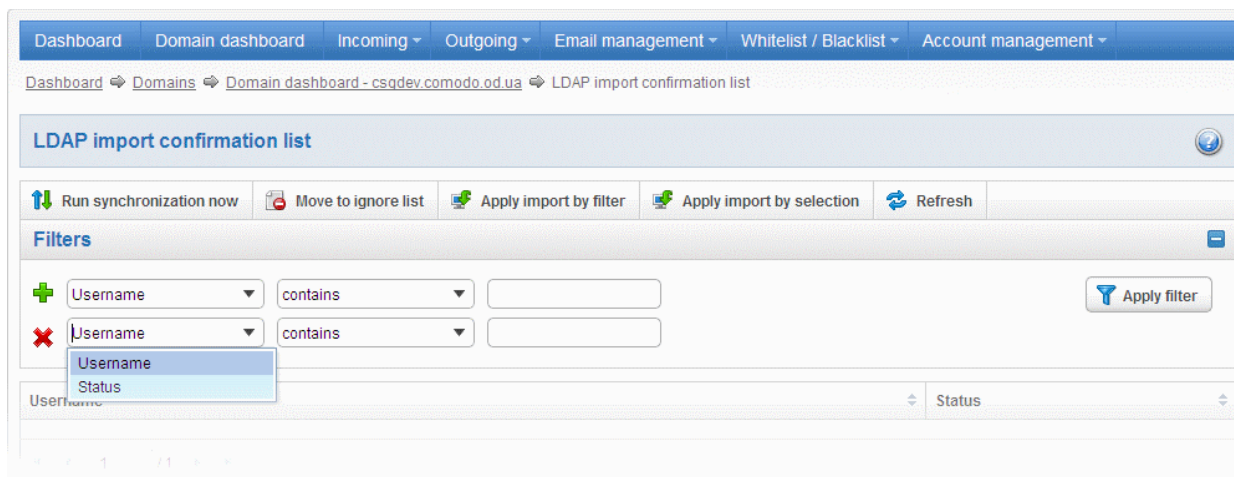 Dashboard Domain dashboard Incoming Outgoing Email management Whitelist / Blacklist Account management
Dashboard Domains Domain dashboard - csgdev.comodo.od.ua LDAP import confirmation list
LDAP import confirmation list
Run synchronization now Move to ignore list Apply import by filter Apply import by selection Refresh
Filters
Username contains Apply filter
Username contains
Username
Status
Username Status
1 / 1